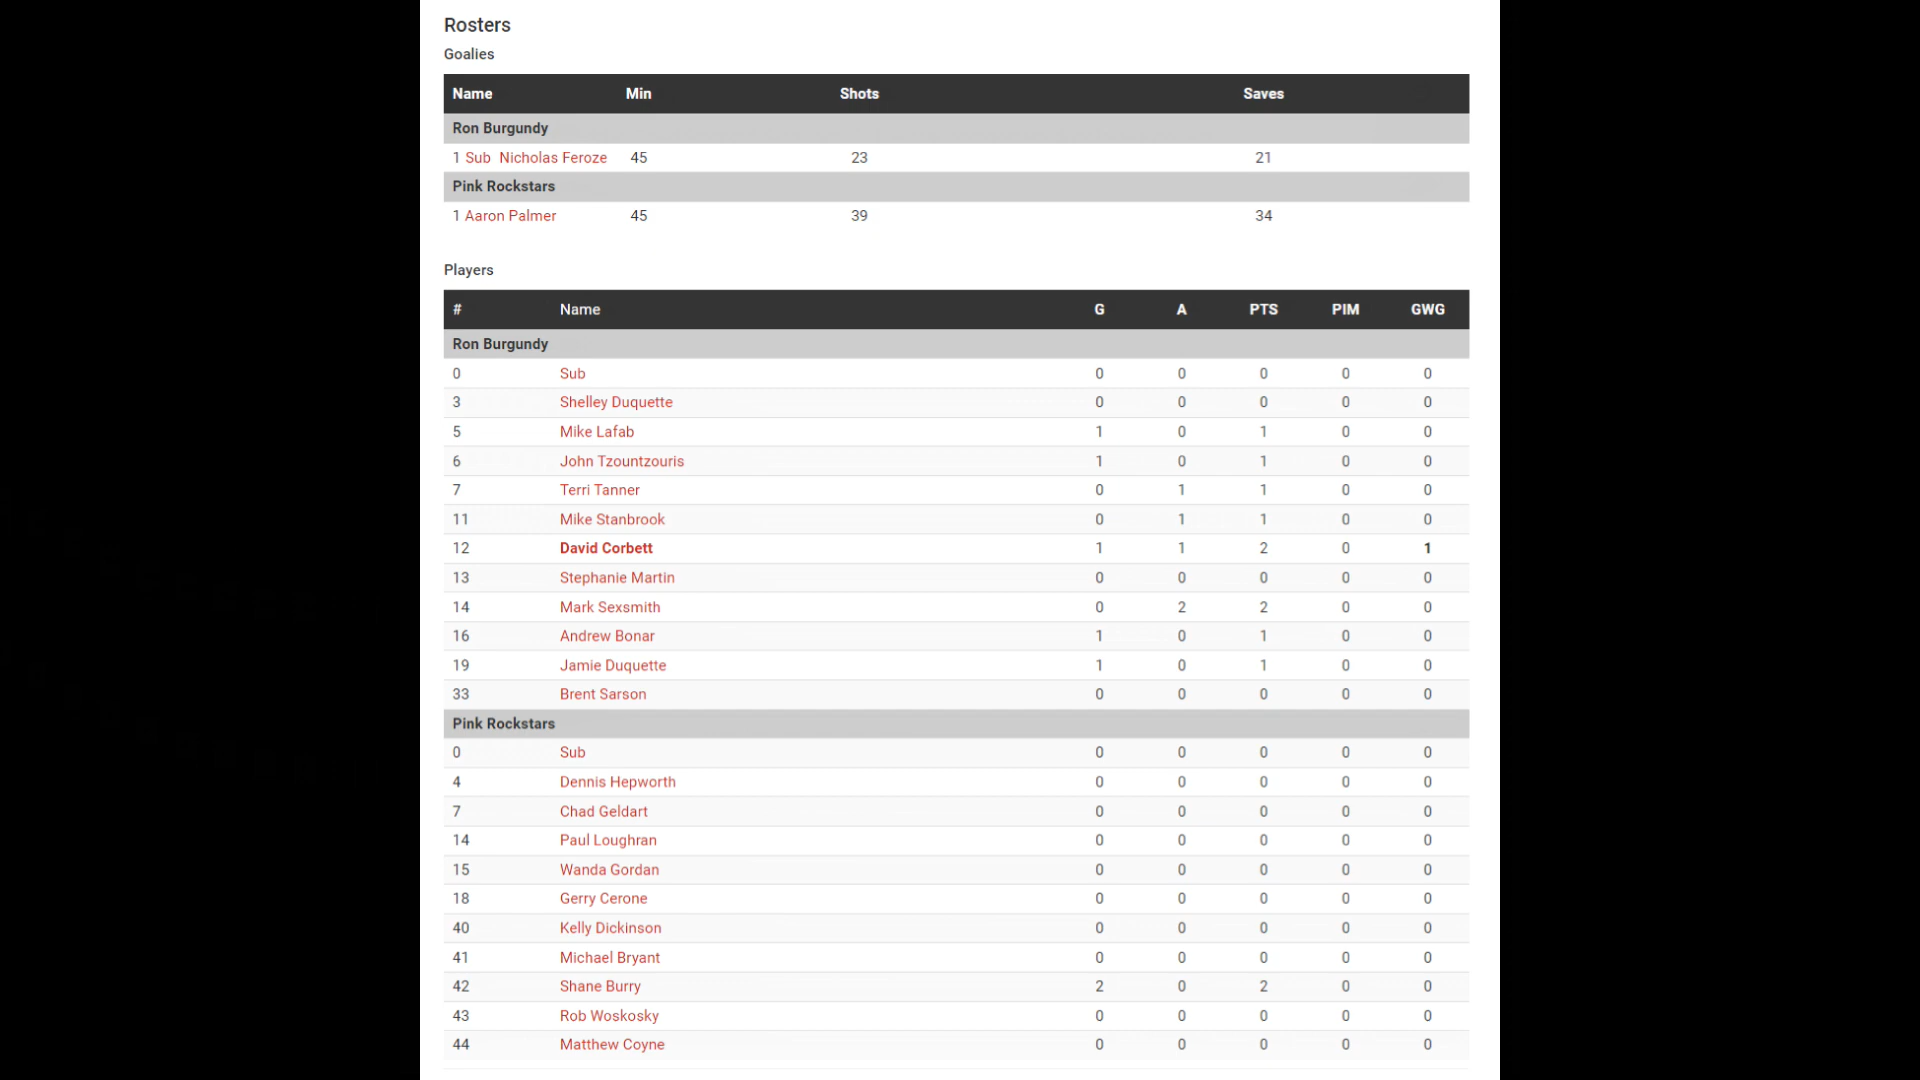 Rosters
Goalies
Name Min Shots Saves
Ron Burgundy
1 Sub Nicholas Feroze 45 23 21
Pink Rockstars
1 Aaron Palmer 45 39 34
Players
# Name G A PTS PIM GWG
Ron Burgundy
0 Sub 0 0 0 0 0
3 Shelley Duquette 0 0 0 0 0
5 Mike Lafab 1 0 1 0 0
6 John Tzountzouris 1 0 1 0 0
7 Terri Tanner 0 1 1 0 0
11 Mike Stanbrook 0 1 1 0 0
12 David Corbett 1 1 2 0 1
13 Stephanie Martin 0 0 0 0 0
14 Mark Sexsmith 0 2 2 0 0
16 Andrew Bonar 1 0 1 0 0
19 Jamie Duquette 1 0 1 0 0
33 Brent Sarson 0 0 0 0 0
Pink Rockstars
0 Sub 0 0 0 0 0
4 Dennis Hepworth 0 0 0 0 0
7 Chad Geldart 0 0 0 0 0
14 Paul Loughran 0 0 0 0 0
15 Wanda Gordan 0 0 0 0 0
18 Gerry Cerone 0 0 0 0 0
40 Kelly Dickinson 0 0 0 0 0
41 Michael Bryant 0 0 0 0 0
42 Shane Burry 2 0 2 0 0
43 Rob Woskosky 0 0 0 0 0
44 Matthew Coyne 0 0 0 0 0